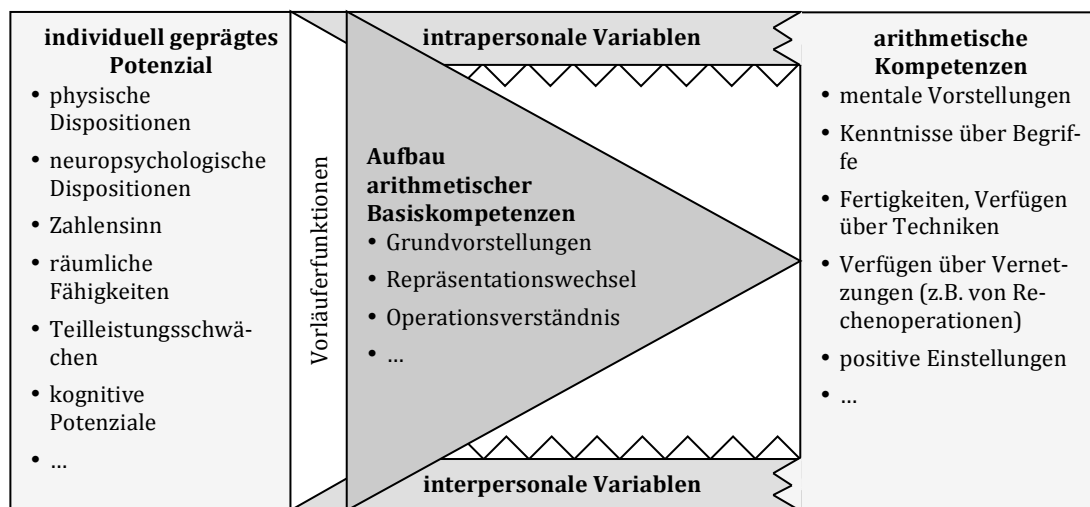 individuell geprägtes
Potenzial
• physische
Dispositionen
• neuropsychologische
Dispositionen
• Zahlensinn
• räumliche
Fähigkeiten
• Teilleistungsschwä-
chen
• kognitive
Potenziale
• …
Vorläuferfunktionen
intrapersonale Variablen
Aufbau
arithmetischer
Basiskompetenzen
• Grundvorstellungen
• Repräsentationswechsel
• Operationsverständnis
• …
interpersonale Variablen
arithmetische
Kompetenzen
• mentale Vorstellungen
• Kenntnisse über Begrif-
fe
• Fertigkeiten, Verfügen
über Techniken
• Verfügen über Vernet-
zungen (z.B. von Re-
chenoperationen)
• positive Einstellungen
• …